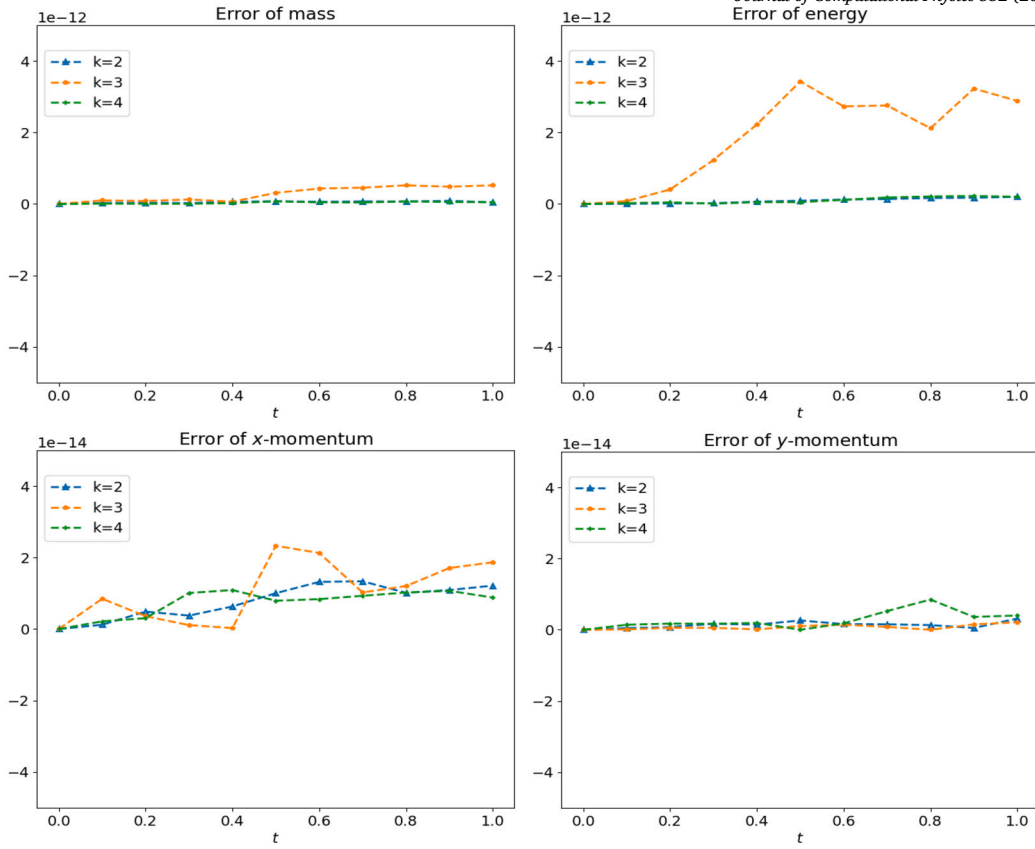 1e−12
Error of mass
4
2
0
−2
−4
k=2
k=3
k=4
0.0 0.2 0.4 0.6 0.8 1.0
t
1e−12
Error of energy
4
2
0
−2
−4
k=2
k=3
k=4
0.0 0.2 0.4 0.6 0.8 1.0
t
1e−14
Error of x-momentum
4
2
0
−2
−4
k=2
k=3
k=4
0.0 0.2 0.4 0.6 0.8 1.0
t
1e−14
Error of y-momentum
4
2
0
−2
−4
k=2
k=3
k=4
0.0 0.2 0.4 0.6 0.8 1.0
t